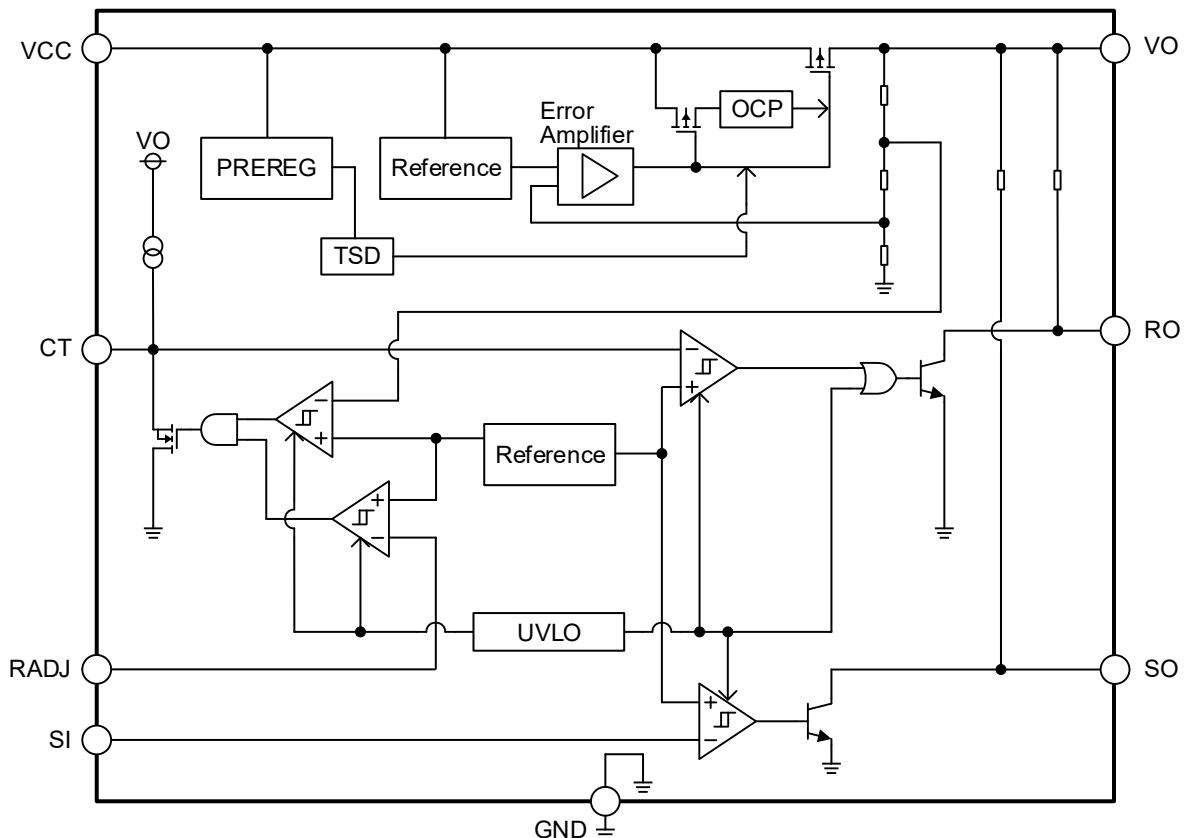 VCC
VO
VO
OCP
Error
Amplifier
PREREG
Reference
TSD
CT
RO
−
+
−
+
Reference
+
−
UVLO
RADJ
SO
+
−
SI
GND